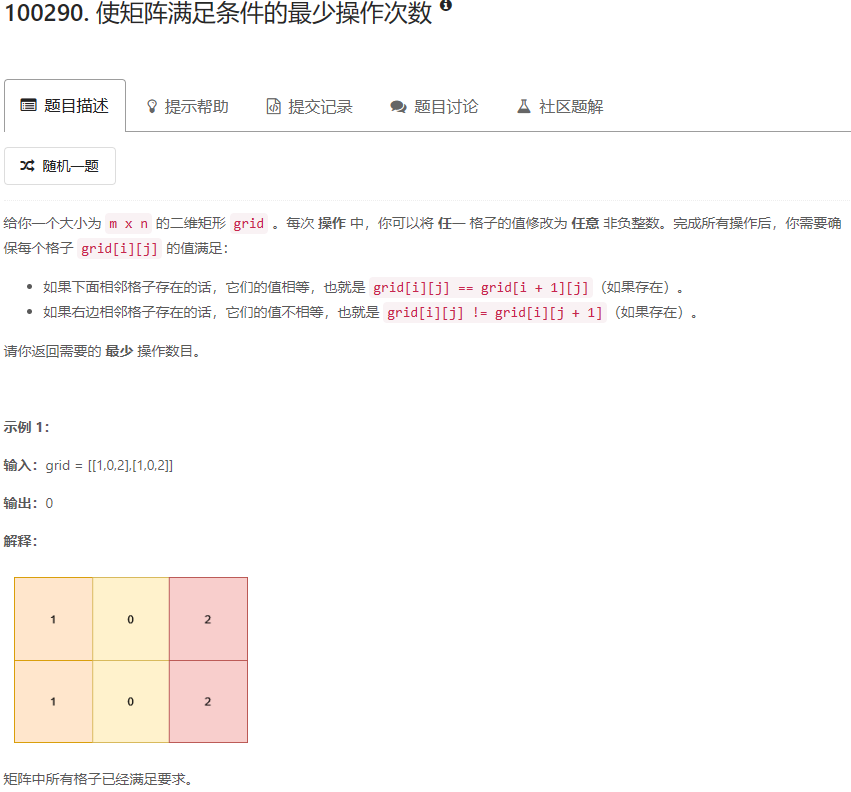 100290. 使矩阵满足条件的最少操作次数
题目描述 提示帮助 提交记录 题目讨论 社区题解
随机一题
给你一个大小为 m x n 的二维矩形 grid 。每次 操作 中，你可以将 任一 格子的值修改为 任意 非负整数。完成所有操作后，你需要确
保每个格子 grid[i][j] 的值满足：
如果下面相邻格子存在的话，它们的值相等，也就是 grid[i][j] == grid[i + 1][j]（如果存在）。
如果右边相邻格子存在的话，它们的值不相等，也就是 grid[i][j] != grid[i][j + 1]（如果存在）。
请你返回需要的 最少 操作数目。
示例 1：
输入：grid = [[1,0,2],[1,0,2]]
输出：0
解释：
1 0 2
1 0 2
矩阵中所有格子已经满足要求。